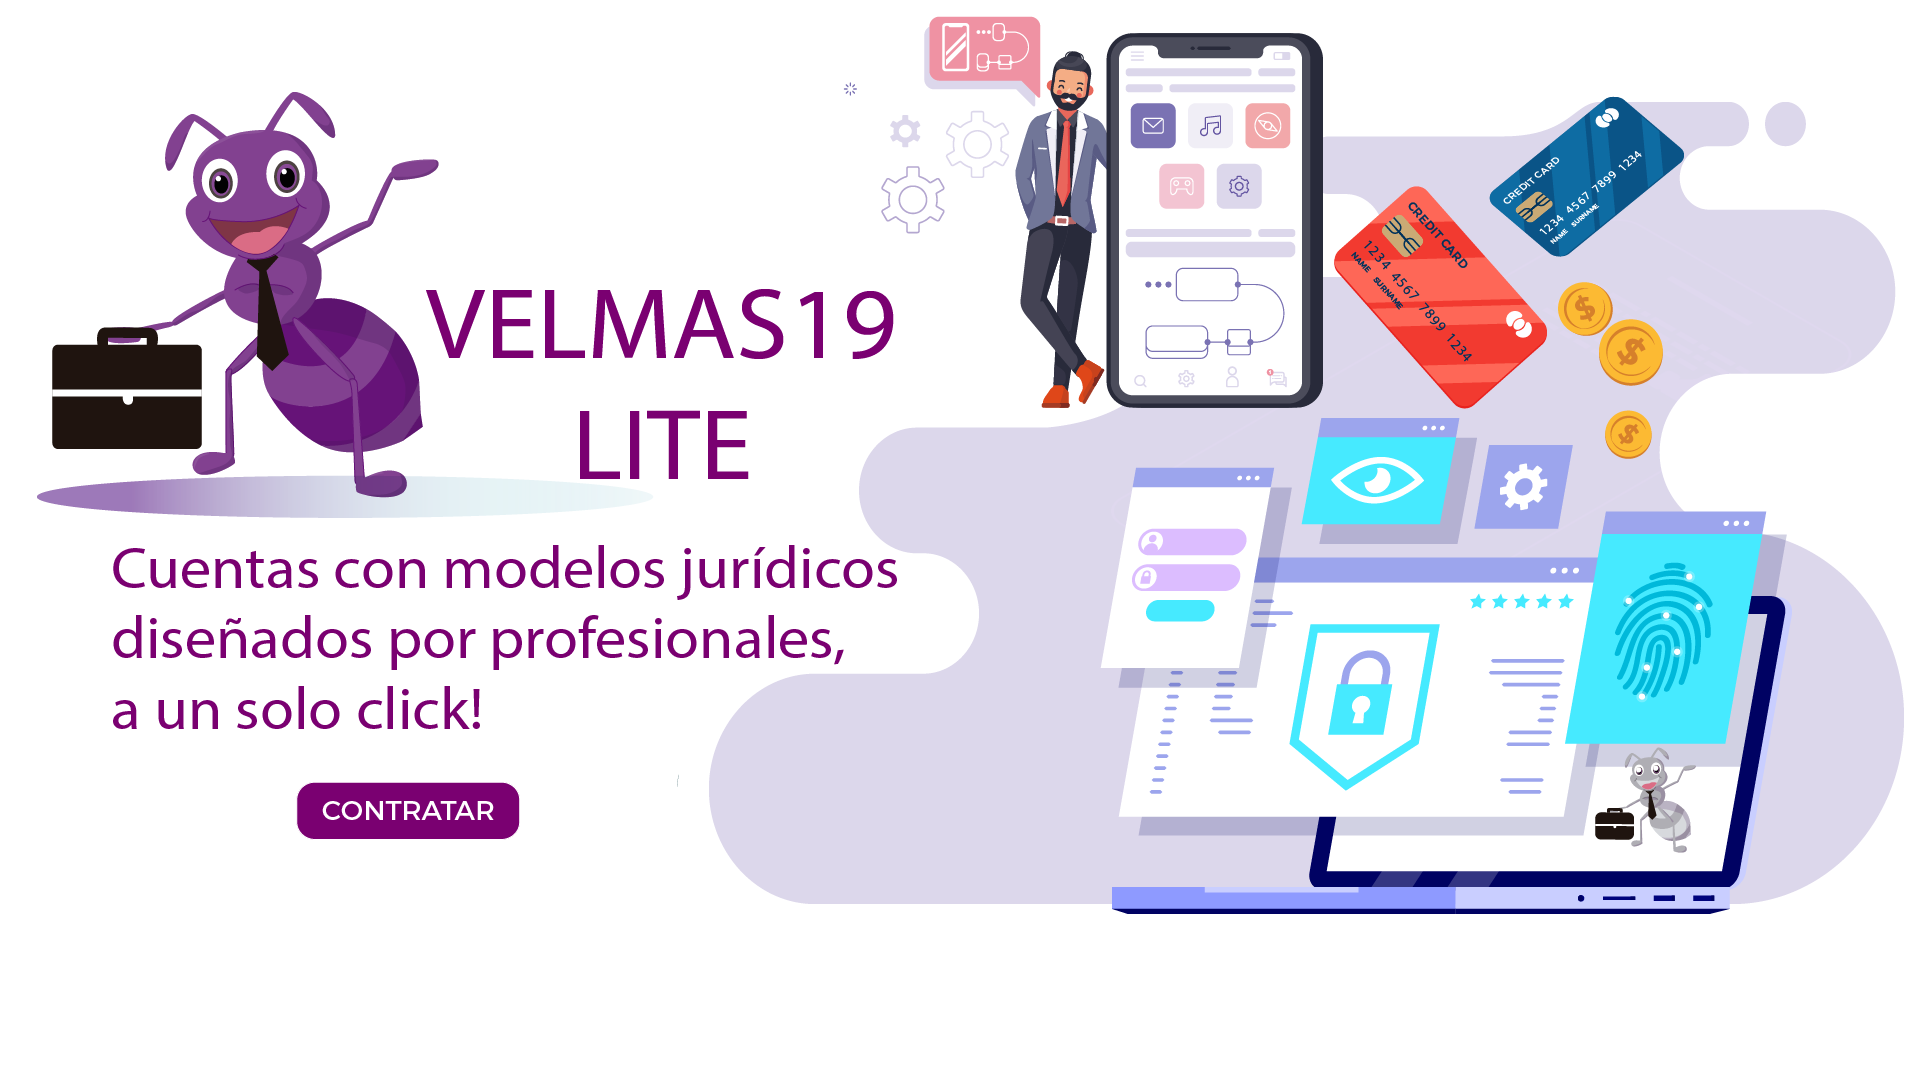 VELMAS19
LITE
Cuentas con modelos jurídicos
diseñados por profesionales,
a un solo click!
CONTRATAR
CREDIT CARD
1234 4567 7899 1234
NAME SURNAME
CREDIT CARD
1234 4567 7899 1234
NAME SURNAME